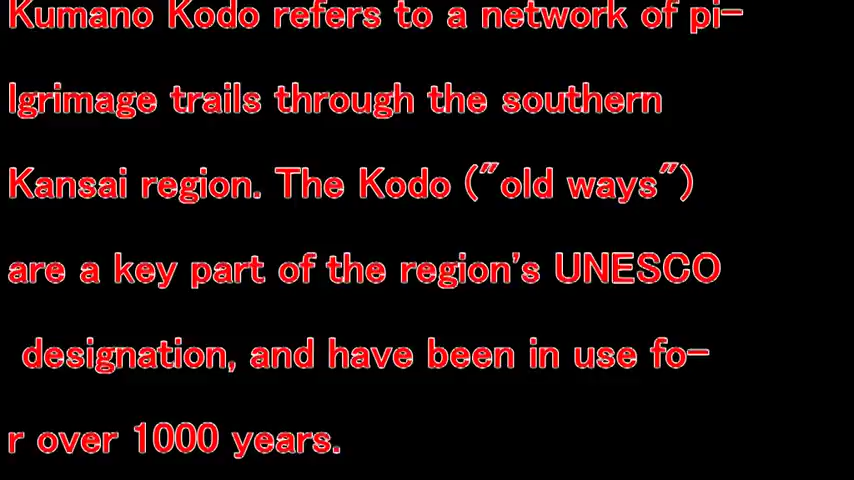 Kumano Kodo refers to a network of pi-
lgrimage trails through the southern
Kansai region. The Kodo ("old ways")
are a key part of the region's UNESCO
designation, and have been in use fo-
r over 1000 years.